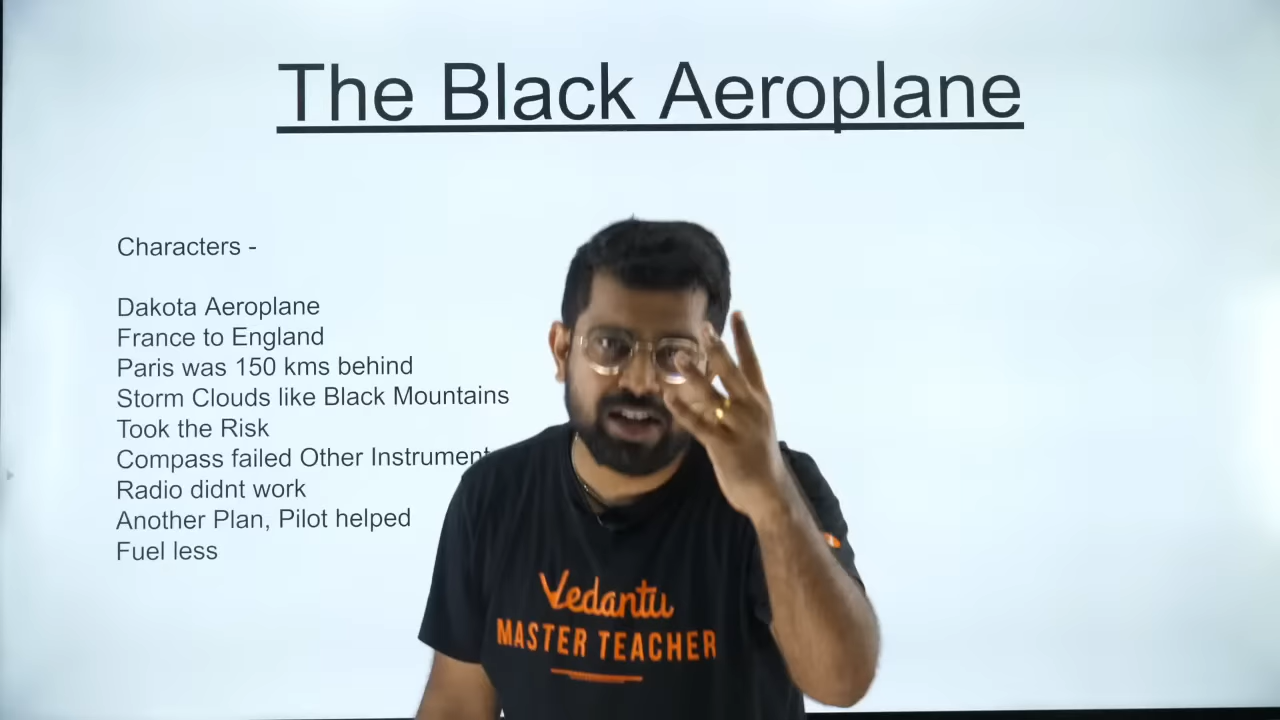 The Black Aeroplane
Characters -
Dakota Aeroplane
France to England
Paris was 150 kms behind
Storm Clouds like Black Mountains
Took the Risk
Compass failed Other Instrument
Radio didnt work
Another Plan, Pilot helped
Fuel less
Vedantu
MASTER TEACHER